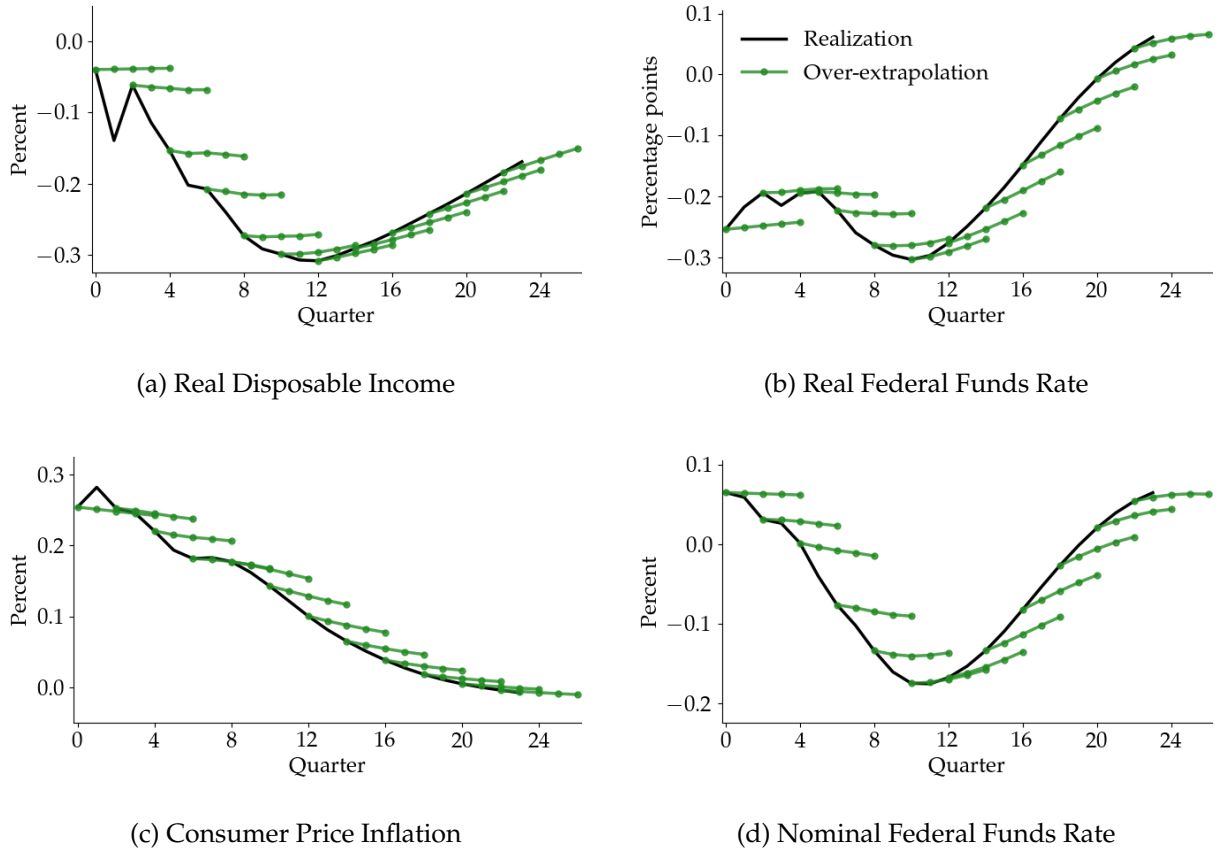 0.0
−0.1
−0.2
−0.3
Percent
0 4 8 12 16 20 24
Quarter
(a) Real Disposable Income
0.1
0.0
−0.1
−0.2
−0.3
Percentage points
Realization
Over-extrapolation
0 4 8 12 16 20 24
Quarter
(b) Real Federal Funds Rate
0.3
0.2
0.1
0.0
Percent
0 4 8 12 16 20 24
Quarter
(c) Consumer Price Inflation
0.1
0.0
−0.1
−0.2
Percent
0 4 8 12 16 20 24
Quarter
(d) Nominal Federal Funds Rate